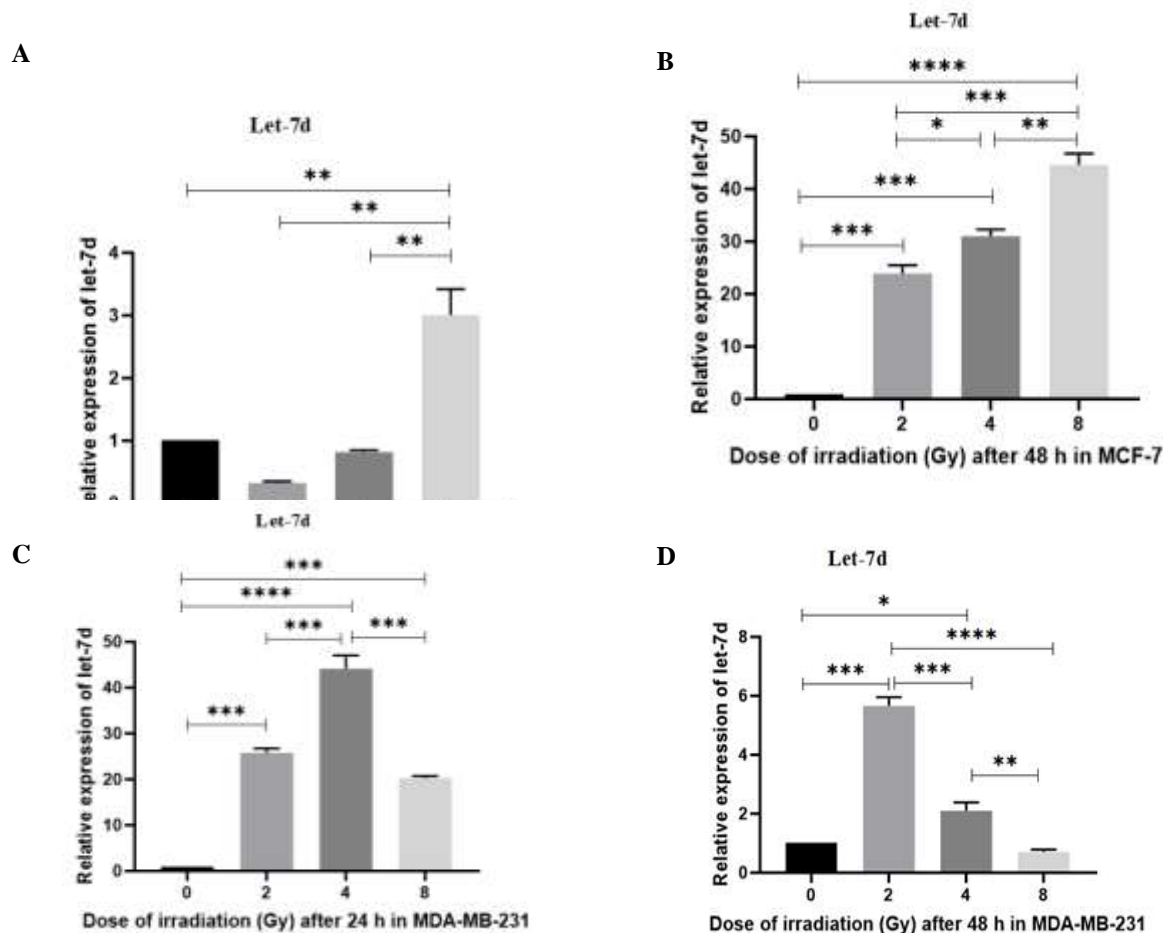 A
Let-7d
**
**
**
Relative expression of let-7d
4
3
2
1
B
Let-7d
****
***
*
**
***
***
Relative expression of let-7d
50
40
30
20
10
0
0 2 4 8
Dose of irradiation (Gy) after 48 h in MCF-7
C
Let-7d
***
****
***
***
***
Relative expression of let-7d
50
40
30
20
10
0
0 2 4 8
Dose of irradiation (Gy) after 24 h in MDA-MB-231
D
Let-7d
*
****
***
***
**
Relative expression of let-7d
8
6
4
2
0
0 2 4 8
Dose of irradiation (Gy) after 48 h in MDA-MB-231